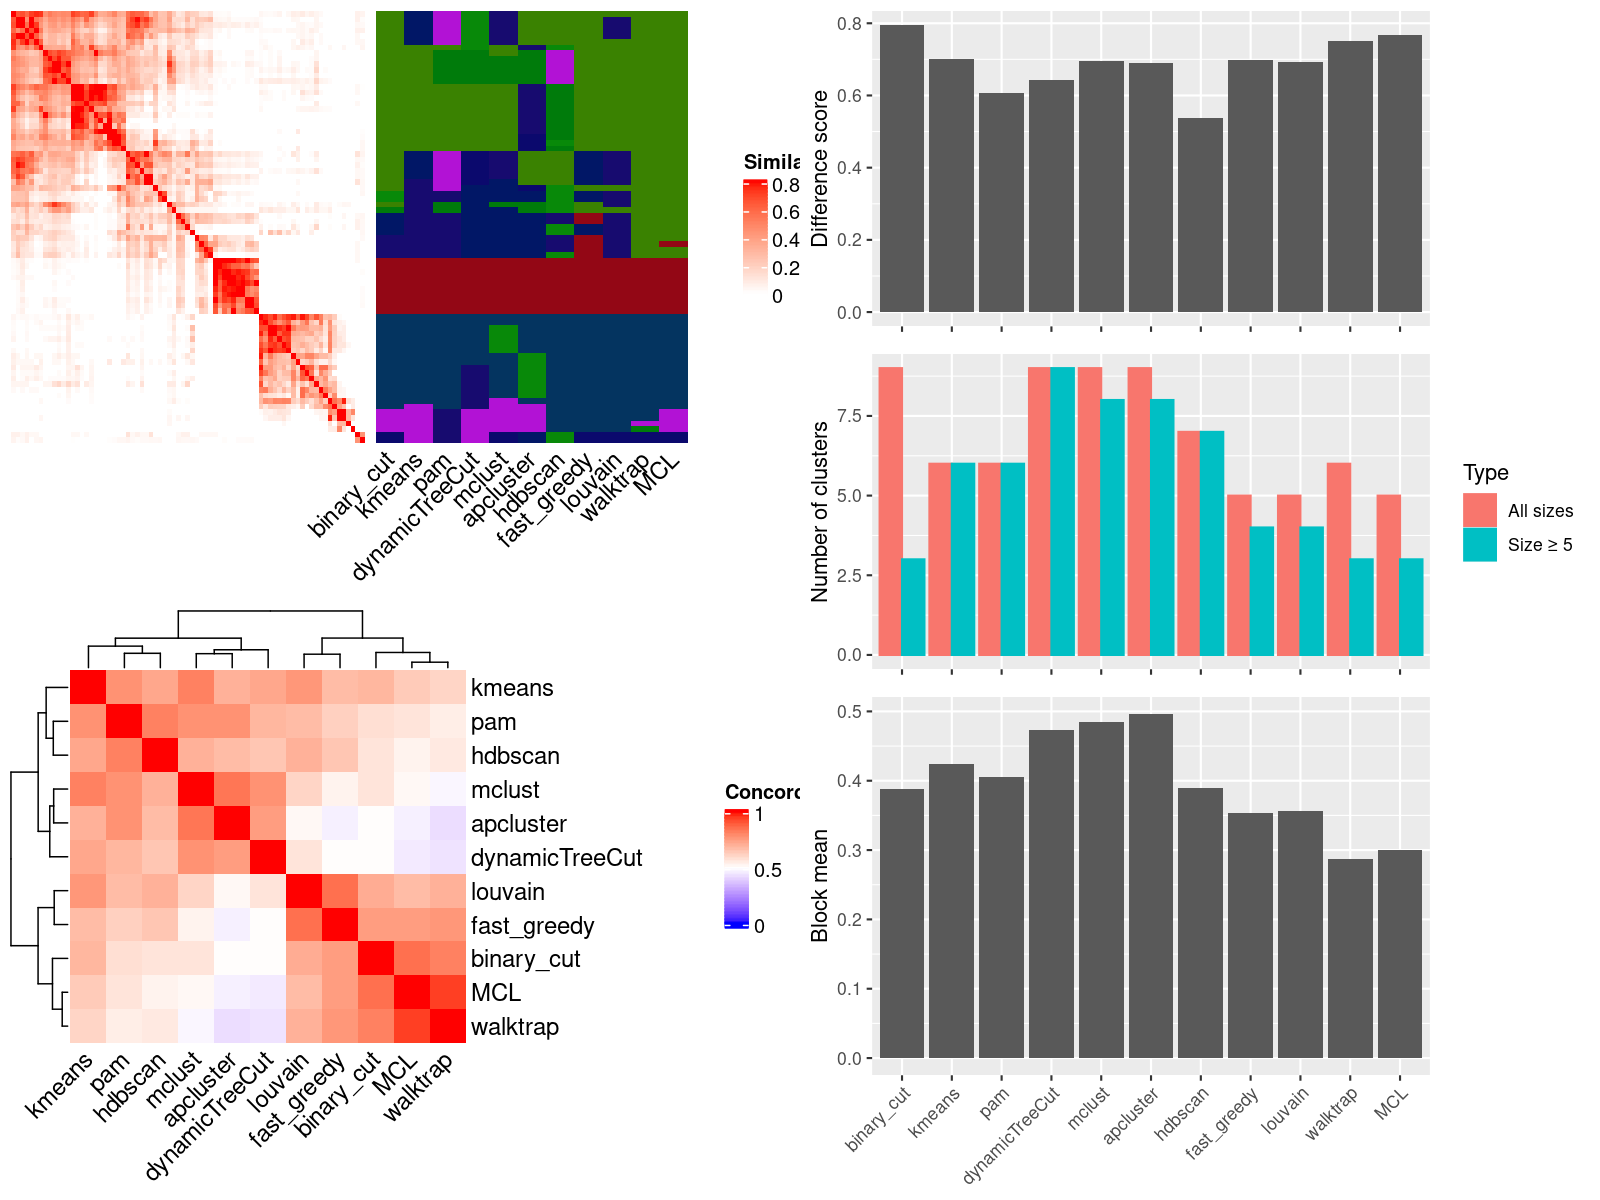 Simila
0.8
0.6
0.4
0.2
0
binary_cut
kmeans
pam
dynamicTreeCut
mclust
apcluster
hdbscan
fast_greedy
louvain
walktrap
MCL
Difference score
0.8
0.6
0.4
0.2
0.0
Number of clusters
7.5
5.0
2.5
0.0
Type
All sizes
Size ≥ 5
kmeans
pam
hdbscan
mclust
apcluster
dynamicTreeCut
louvain
fast_greedy
binary_cut
MCL
walktrap
Concord
1
0.5
0
kmeans
pam
hdbscan
mclust
apcluster
dynamicTreeCut
louvain
fast_greedy
binary_cut
MCL
walktrap
Block mean
0.5
0.4
0.3
0.2
0.1
0.0
binary_cut
kmeans
pam
dynamicTreeCut
mclust
apcluster
hdbscan
fast_greedy
louvain
walktrap
MCL